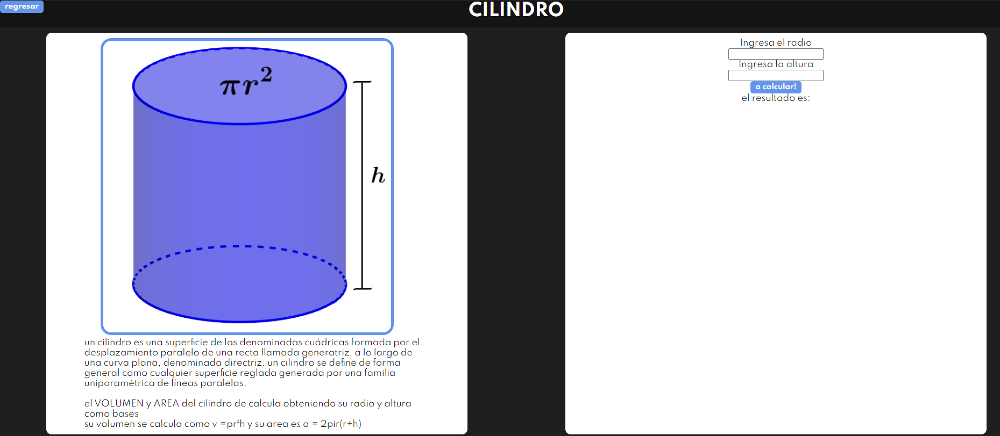 regresar
CILINDRO
πr²
h
un cilindro es una superficie de las denominadas cuádricas formada por el
desplazamiento paralelo de una recta llamada generatriz, a lo largo de
una curva plana, denominada directriz. un cilindro se define de forma
general como cualquier superficie reglada generada por una familia
uniparamétrica de líneas paralelas.
el VOLUMEN y AREA del cilindro de calcula obteniendo su radio y altura
como bases
su volumen se calcula como v =pr²h y su area es a = 2pir(r+h)
Ingresa el radio
Ingresa la altura
a calcular!
el resultado es: